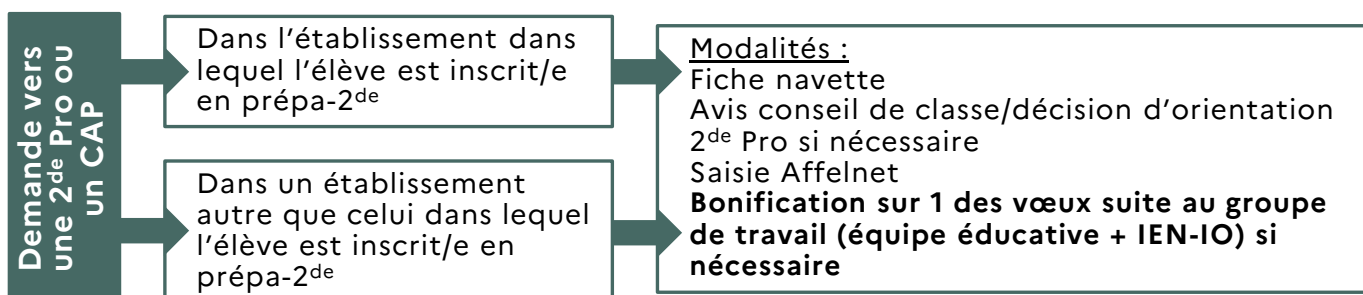 Demande vers
une 2de Pro ou
un CAP
Dans l’établissement dans
lequel l’élève est inscrit/e
en prépa-2de
Dans un établissement
autre que celui dans lequel
l’élève est inscrit/e en
prépa-2de
Modalités :
Fiche navette
Avis conseil de classe/décision d’orientation
2de Pro si nécessaire
Saisie Affelnet
Bonification sur 1 des vœux suite au groupe
de travail (équipe éducative + IEN-IO) si
nécessaire